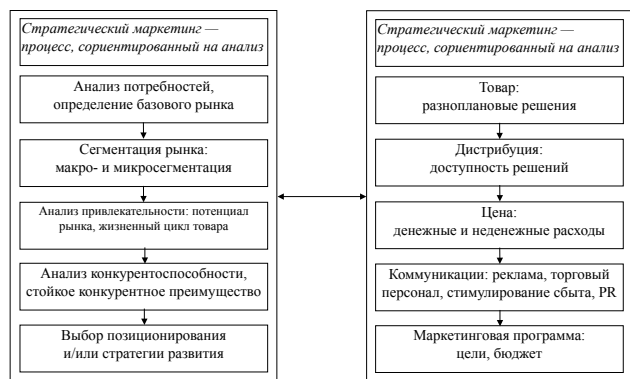 Стратегический маркетинг —
процесс, сориентированный на анализ
Анализ потребностей,
определение базового рынка
Сегментация рынка:
макро- и микросегментация
Анализ привлекательности: потенциал
рынка, жизненный цикл товара
Анализ конкурентоспособности,
стойкое конкурентное преимущество
Выбор позиционирования
и/или стратегии развития
Стратегический маркетинг —
процесс, сориентированный на анализ
Товар:
разноплановые решения
Дистрибуция:
доступность решений
Цена:
денежные и неденежные расходы
Коммуникации: реклама, торговый
персонал, стимулирование сбыта, PR
Маркетинговая программа:
цели, бюджет